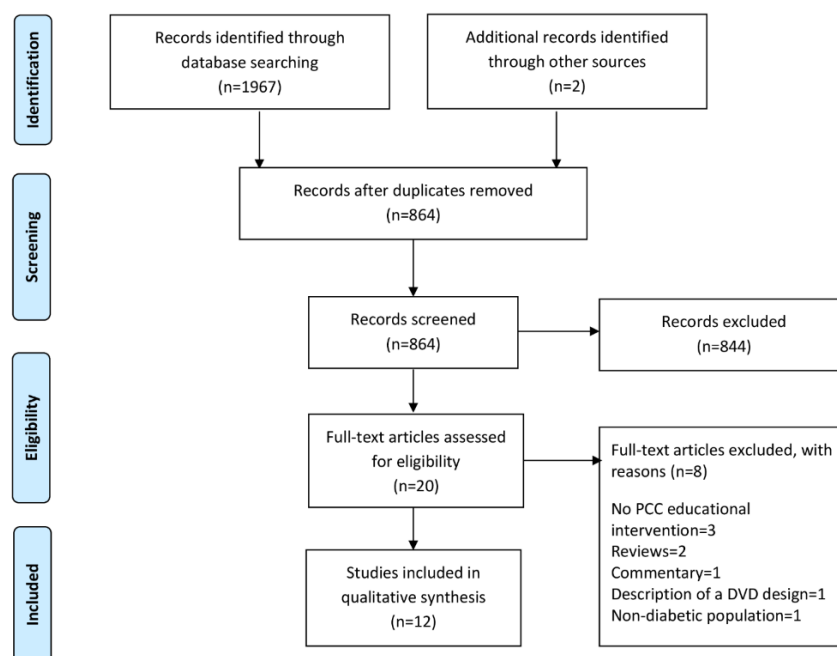 Identification
Records identified through
database searching
(n=1967)
Additional records identified
through other sources
(n=2)
Screening
Records after duplicates removed
(n=864)
Records screened
(n=864)
Records excluded
(n=844)
Eligibility
Full-text articles assessed
for eligibility
(n=20)
Full-text articles excluded, with
reasons (n=8)
No PCC educational
intervention=3
Reviews=2
Commentary=1
Description of a DVD design=1
Non-diabetic population=1
Included
Studies included in
qualitative synthesis
(n=12)